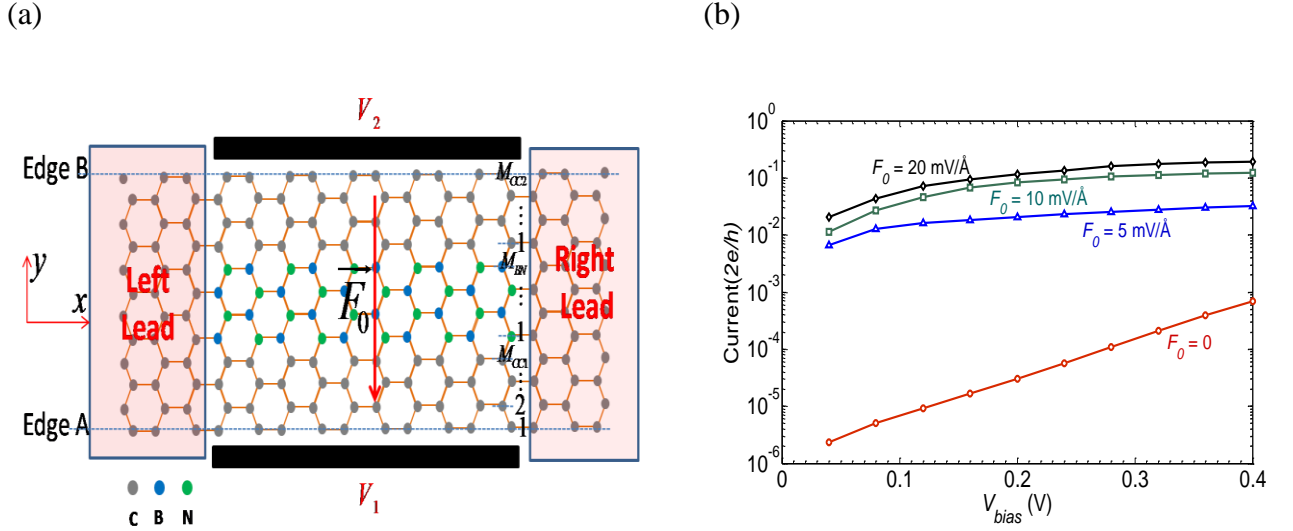 (a)
V2
Edge B
MCC2
⋮
1
MBN
⋮
1
MCC1
⋮
2
1
y
x
Left
Lead
F0
Right
Lead
Edge A
V1
C B N
(b)
10^0
10^-1
10^-2
10^-3
10^-4
10^-5
10^-6
Current(2e/h)
F0 = 20 mV/Å
F0 = 10 mV/Å
F0 = 5 mV/Å
F0 = 0
0 0.1 0.2 0.3 0.4
Vbias (V)